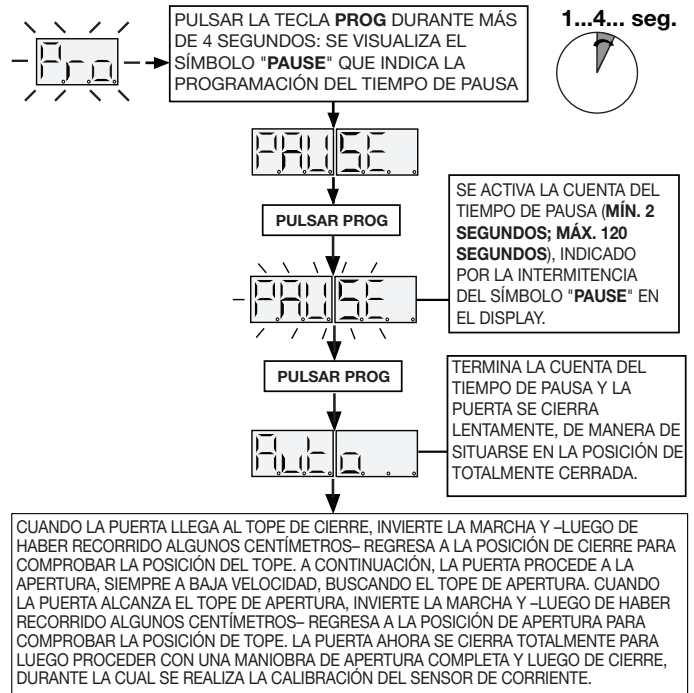 PULSAR LA TECLA PROG DURANTE MÁS
DE 4 SEGUNDOS: SE VISUALIZA EL
SÍMBOLO "PAUSE" QUE INDICA LA
PROGRAMACIÓN DEL TIEMPO DE PAUSA
1...4... seg.
Pro
PAUSE
PULSAR PROG
SE ACTIVA LA CUENTA DEL
TIEMPO DE PAUSA (MÍN. 2
SEGUNDOS; MÁX. 120
SEGUNDOS), INDICADO
POR LA INTERMITENCIA
DEL SÍMBOLO "PAUSE" EN
EL DISPLAY.
PAUSE
PULSAR PROG
TERMINA LA CUENTA DEL
TIEMPO DE PAUSA Y LA
PUERTA SE CIERRA
LENTAMENTE, DE MANERA DE
SITUARSE EN LA POSICIÓN DE
TOTALMENTE CERRADA.
Auto
CUANDO LA PUERTA LLEGA AL TOPE DE CIERRE, INVIERTE LA MARCHA Y –LUEGO DE
HABER RECORRIDO ALGUNOS CENTÍMETROS– REGRESA A LA POSICIÓN DE CIERRE PARA
COMPROBAR LA POSICIÓN DEL TOPE. A CONTINUACIÓN, LA PUERTA PROCEDE A LA
APERTURA, SIEMPRE A BAJA VELOCIDAD, BUSCANDO EL TOPE DE APERTURA. CUANDO
LA PUERTA ALCANZA EL TOPE DE APERTURA, INVIERTE LA MARCHA Y –LUEGO DE HABER
RECORRIDO ALGUNOS CENTÍMETROS– REGRESA A LA POSICIÓN DE APERTURA PARA
COMPROBAR LA POSICIÓN DE TOPE. LA PUERTA AHORA SE CIERRA TOTALMENTE PARA
LUEGO PROCEDER CON UNA MANIOBRA DE APERTURA COMPLETA Y LUEGO DE CIERRE,
DURANTE LA CUAL SE REALIZA LA CALIBRACIÓN DEL SENSOR DE CORRIENTE.